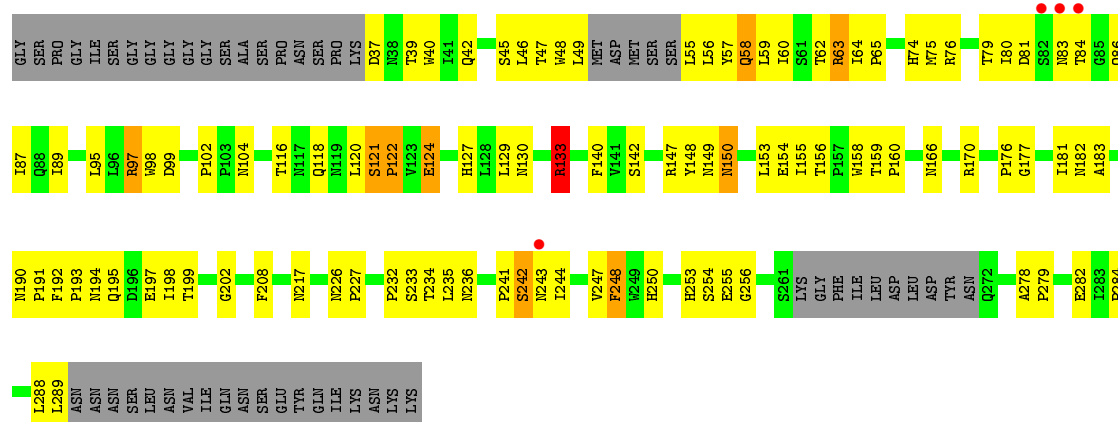 GLY SER PRO GLY ILE SER GLY GLY GLY GLY GLY SER ALA SER PRO ASN SER PRO LYS D37 N38 T39 W40 I41 Q42 S45 L46 T47 W48 L49 MET ASP MET SER SER L55 L56 Y57 Q58 L59 I60 S61 T62 R63 I64 P65 H74 M75 R76 T79 I80 D81 S82 N83 T84 G85 Q86
I87 Q88 I89 L95 L96 R97 W98 D99 P102 P103 N104 T116 N117 Q118 N119 L120 S121 P122 V123 E124 H127 L128 L129 N130 R133 F140 V141 S142 R147 Y148 N149 N150 L153 E154 I155 T156 P157 W158 T159 P160 N166 R170 P176 G177 I181 N182 A183
N190 P191 F192 P193 N194 Q195 D196 E197 I198 T199 G202 F208 N217 N226 P227 P232 S233 T234 L235 N236 P241 S242 N243 I244 V247 F248 W249 H250 H253 S254 E255 G256 S261 LYS GLY PHE ILE LEU ASP LEU ASP TYR ASN Q272 A278 P279 E282 I283
L288 L289 ASN ASN ASN SER LEU ASN VAL ILE GLN ASN SER GLU TYR GLN ILE LYS ASN LYS LYS